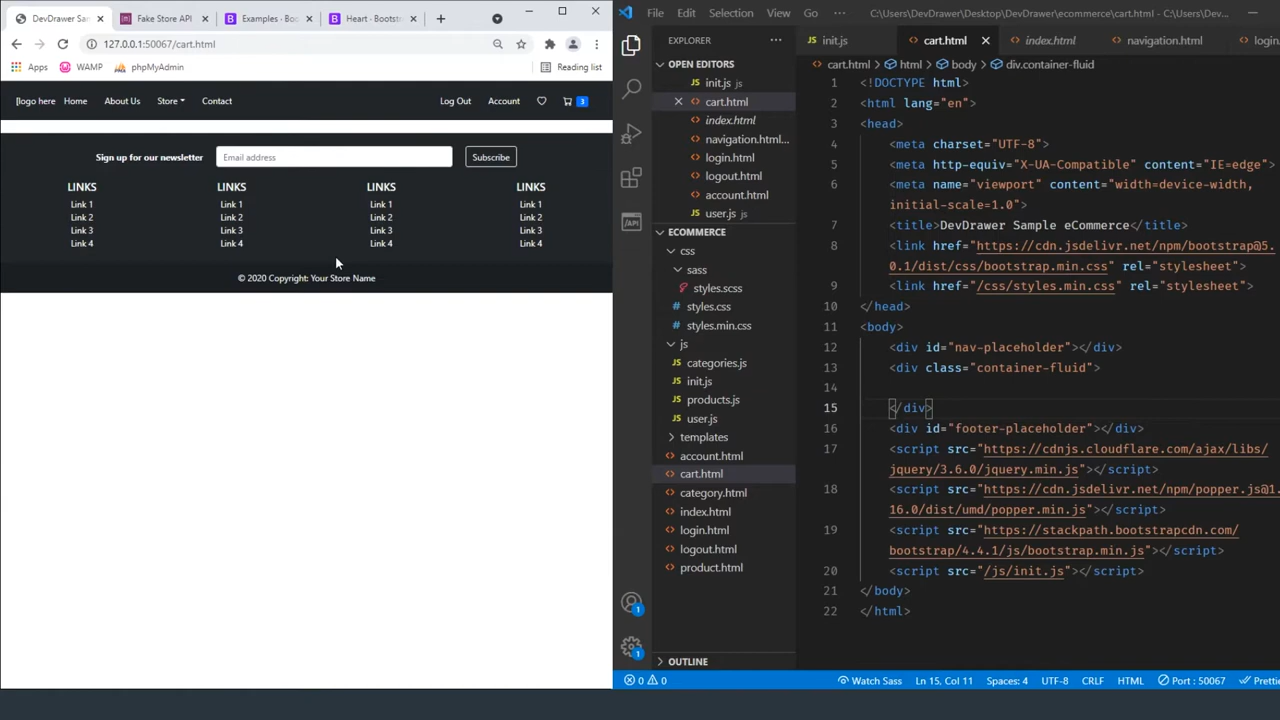 DevDrawer Sam
Fake Store API
Examples · Boo
Heart · Bootst
127.0.0.1:50067/cart.html
Apps
WAMP
phpMyAdmin
Reading list
logo here
Home
About Us
Store
Contact
Log Out
Account
3
Sign up for our newsletter
Email address
Subscribe
LINKS LINKS LINKS LINKS
Link 1 Link 1 Link 1 Link 1
Link 2 Link 2 Link 2 Link 2
Link 3 Link 3 Link 3 Link 3
Link 4 Link 4 Link 4 Link 4
© 2020 Copyright: Your Store Name
File Edit Selection View Go ··· C:\Users\DevDrawer\Desktop\DevDrawer\ecommerce\cart.html - C:\Users\Dev...
EXPLORER ···
JS init.js
cart.html
index.html
navigation.html
login
OPEN EDITORS
JS init.js js
cart.html
index.html
navigation.html...
login.html
logout.html
account.html
JS user.js js
ECOMMERCE
css
sass
styles.scss
styles.css
styles.min.css
js
JS categories.js
JS init.js
JS products.js
JS user.js
templates
account.html
cart.html
category.html
index.html
login.html
logout.html
product.html
OUTLINE
API
1
1
cart.html > html > body > div.container-fluid
1 <!DOCTYPE html>
2 <html lang="en">
3 <head>
4 <meta charset="UTF-8">
5 <meta http-equiv="X-UA-Compatible" content="IE=edge">
6 <meta name="viewport" content="width=device-width,
initial-scale=1.0">
7 <title>DevDrawer Sample eCommerce</title>
8 <link href="https://cdn.jsdelivr.net/npm/bootstrap@5.
0.1/dist/css/bootstrap.min.css" rel="stylesheet">
9 <link href="/css/styles.min.css" rel="stylesheet">
10 </head>
11 <body>
12 <div id="nav-placeholder"></div>
13 <div class="container-fluid">
14
15 </div>
16 <div id="footer-placeholder"></div>
17 <script src="https://cdnjs.cloudflare.com/ajax/libs/
jquery/3.6.0/jquery.min.js"></script>
18 <script src="https://cdn.jsdelivr.net/npm/popper.js@1.
16.0/dist/umd/popper.min.js"></script>
19 <script src="https://stackpath.bootstrapcdn.com/
bootstrap/4.4.1/js/bootstrap.min.js"></script>
20 <script src="/js/init.js"></script>
21 </body>
22 </html>
0 0 Watch Sass Ln 15, Col 11 Spaces: 4 UTF-8 CRLF HTML Port : 50067 Pretti